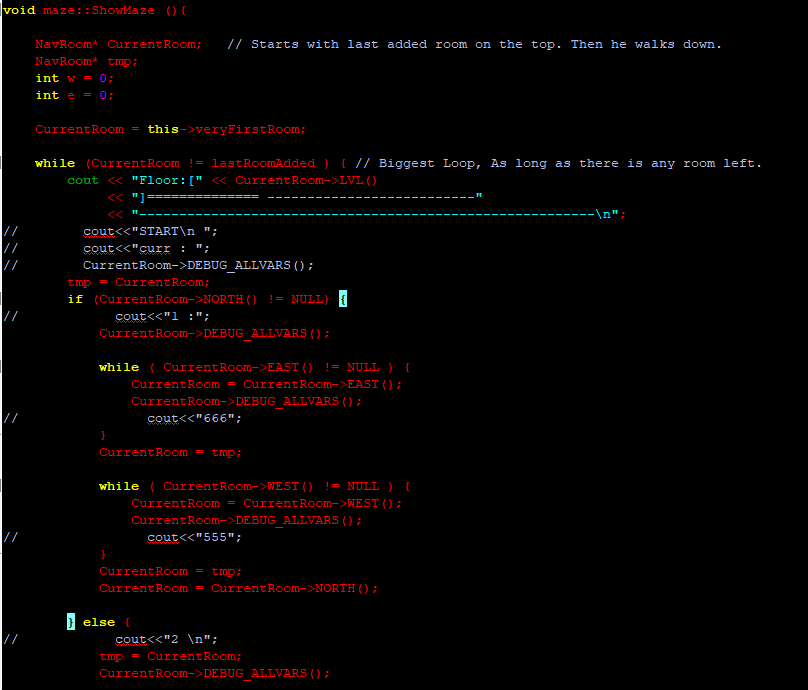 void maze::ShowMaze (){
NavRoom* CurrentRoom;   // Starts with last added room on the top. Then he walks down.
NavRoom* tmp;
int w = 0;
int e = 0;
CurrentRoom = this->veryFirstRoom;
while (CurrentRoom != lastRoomAdded ) { // Biggest Loop, As long as there is any room left.
cout << "Floor:[" << CurrentRoom->LVL()
<< "]============== --------------------------"
<< "---------------------------------------------------------\n";
//        cout<<"START\n ";
//        cout<<"curr : ";
//        CurrentRoom->DEBUG_ALLVARS();
tmp = CurrentRoom;
if (CurrentRoom->NORTH() != NULL) {
//            cout<<"1 :";
CurrentRoom->DEBUG_ALLVARS();
while ( CurrentRoom->EAST() != NULL ) {
CurrentRoom = CurrentRoom->EAST();
CurrentRoom->DEBUG_ALLVARS();
//                cout<<"666";
}
CurrentRoom = tmp;
while ( CurrentRoom->WEST() != NULL ) {
CurrentRoom = CurrentRoom->WEST();
CurrentRoom->DEBUG_ALLVARS();
//                cout<<"555";
}
CurrentRoom = tmp;
CurrentRoom = CurrentRoom->NORTH();
} else {
//            cout<<"2 \n";
tmp = CurrentRoom;
CurrentRoom->DEBUG_ALLVARS();